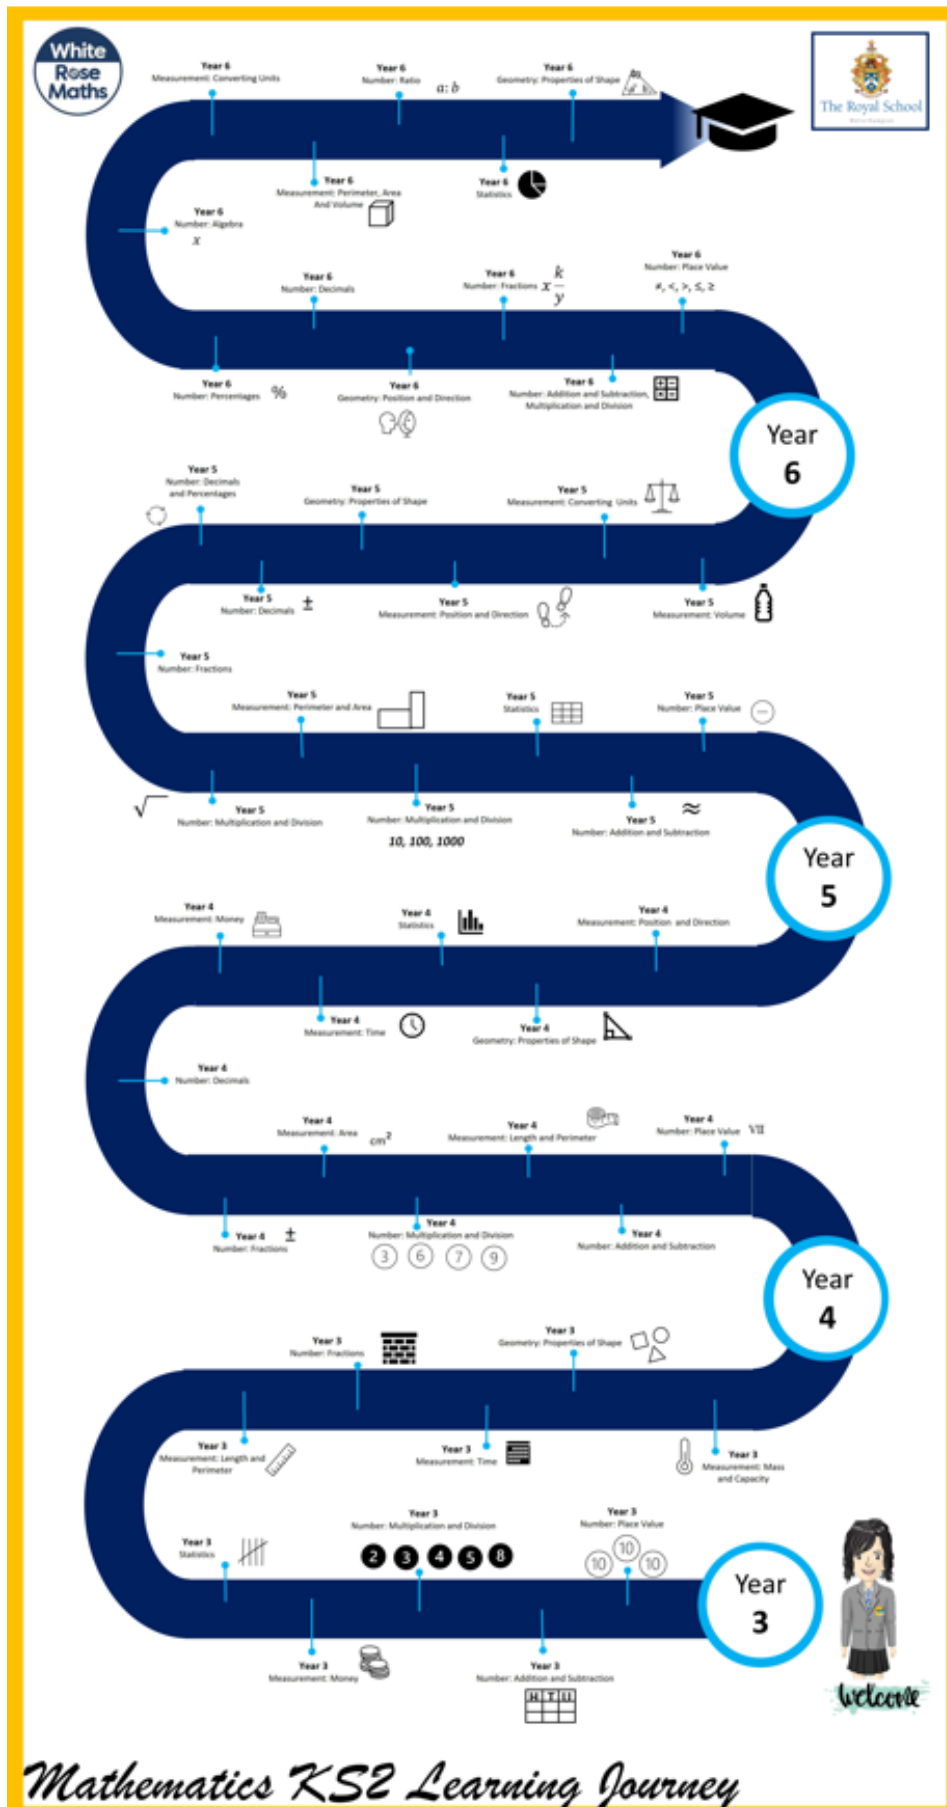 White
Rose
Maths
Year 6
Measurement: Converting Units
Year 6
Number: Ratio
a: b
Year 6
Geometry: Properties of Shape
The Royal School
Year 6
Measurement: Perimeter, Area
And Volume
Year 6
Statistics
Year 6
Number: Algebra
x
Year 6
Number: Decimals
Year 6
Number: Fractions
x k/y
Year 6
Number: Place Value
≠, <, >, ≤, ≥
Year 6
Number: Percentages
%
Year 6
Geometry: Position and Direction
Year 6
Number: Addition and Subtraction,
Multiplication and Division
Year
6
Year 5
Number: Decimals
and Percentages
Year 5
Geometry: Properties of Shape
Year 5
Measurement: Converting Units
Year 5
Number: Decimals
±
Year 5
Measurement: Position and Direction
Year 5
Measurement: Volume
Year 5
Number: Fractions
Year 5
Measurement: Perimeter and Area
Year 5
Statistics
Year 5
Number: Place Value
√
Year 5
Number: Multiplication and Division
Year 5
Number: Multiplication and Division
10, 100, 1000
Year 5
Number: Addition and Subtraction
≈
Year
5
Year 4
Measurement: Money
Year 4
Statistics
Year 4
Measurement: Position and Direction
Year 4
Measurement: Time
Year 4
Geometry: Properties of Shape
Year 4
Number: Decimals
Year 4
Measurement: Area
cm²
Year 4
Measurement: Length and Perimeter
Year 4
Number: Place Value
VII
Year 4
Number: Fractions
±
Year 4
Number: Multiplication and Division
3 6 7 9
Year 4
Number: Addition and Subtraction
Year
4
Year 3
Number: Fractions
Year 3
Geometry: Properties of Shape
Year 3
Measurement: Length and
Perimeter
Year 3
Measurement: Time
Year 3
Measurement: Mass
and Capacity
Year 3
Statistics
Year 3
Number: Multiplication and Division
2 3 4 5 8
Year 3
Number: Place Value
10 10 10
Year
3
Year 3
Measurement: Money
Year 3
Number: Addition and Subtraction
H T U
welcome
Mathematics KS2 Learning Journey